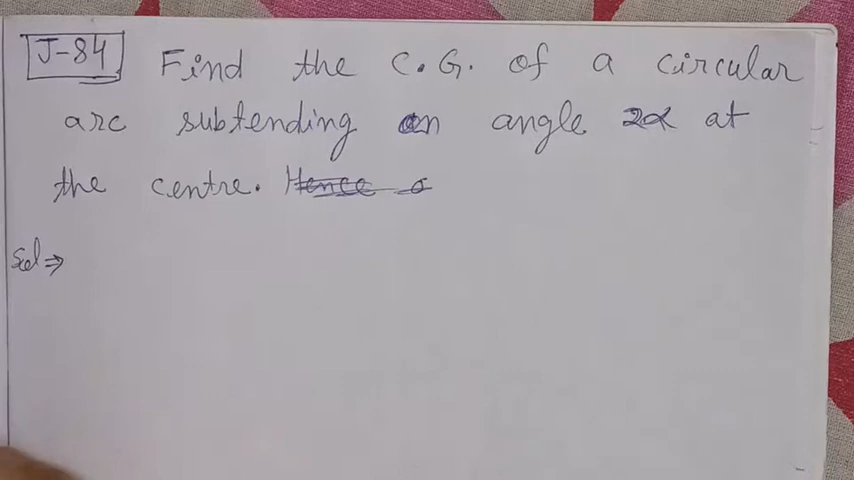 J-84 Find the C.G. of a circular
arc subtending an angle 2α at
the centre.
Sol ⇒